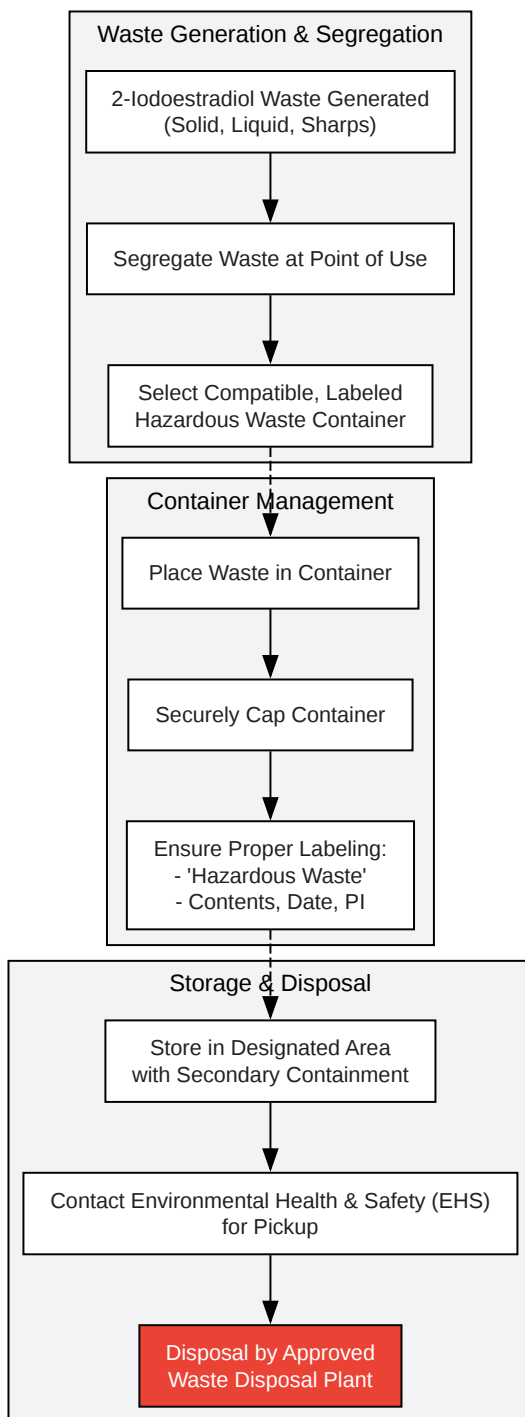 Waste Generation & Segregation
2-Iodoestradiol Waste Generated
(Solid, Liquid, Sharps)
Segregate Waste at Point of Use
Select Compatible, Labeled
Hazardous Waste Container
Container Management
Place Waste in Container
Securely Cap Container
Ensure Proper Labeling:
- 'Hazardous Waste'
- Contents, Date, PI
Storage & Disposal
Store in Designated Area
with Secondary Containment
Contact Environmental Health & Safety (EHS)
for Pickup
Disposal by Approved
Waste Disposal Plant